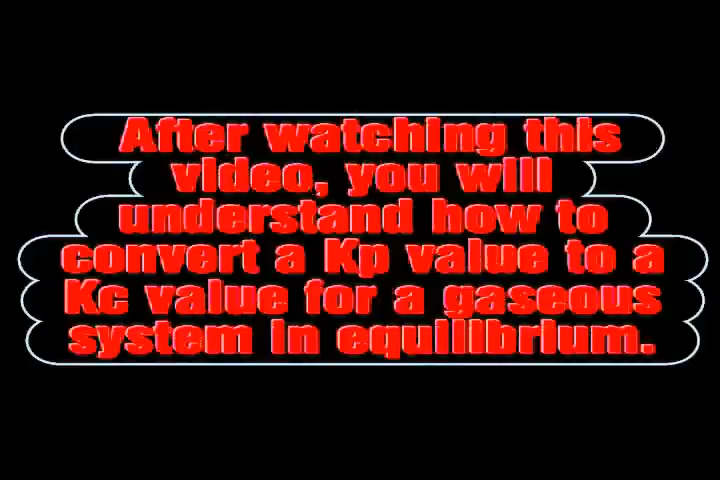 After watching this
video, you will
understand how to
convert a Kp value to a
Kc value for a gaseous
system in equilibrium.